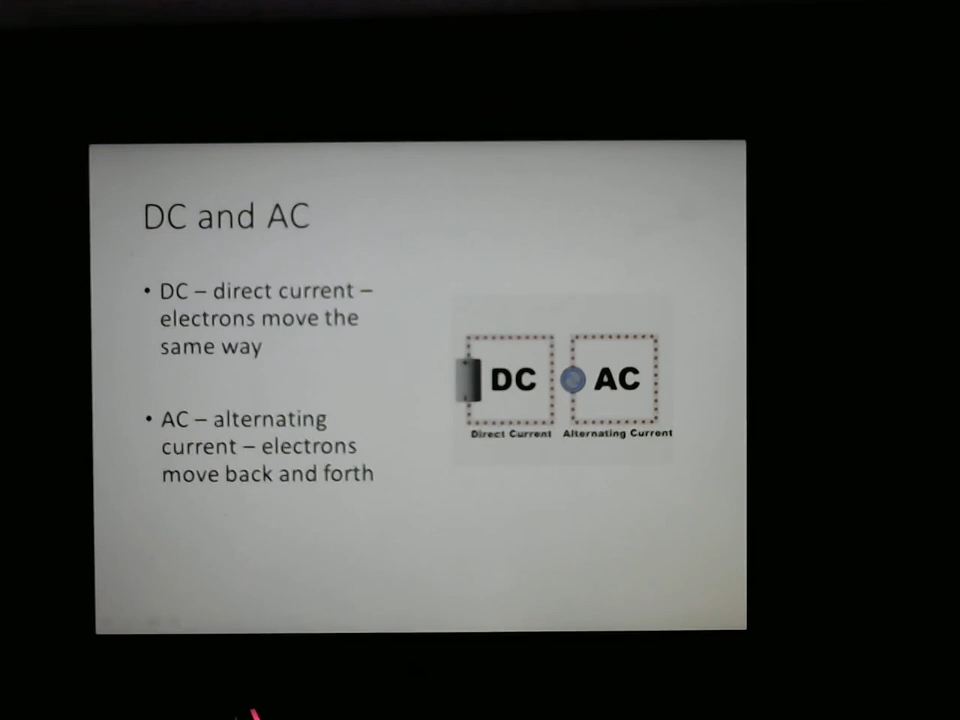 DC and AC
• DC – direct current –
electrons move the
same way
• AC – alternating
current – electrons
move back and forth
DC
AC
Direct Current
Alternating Current